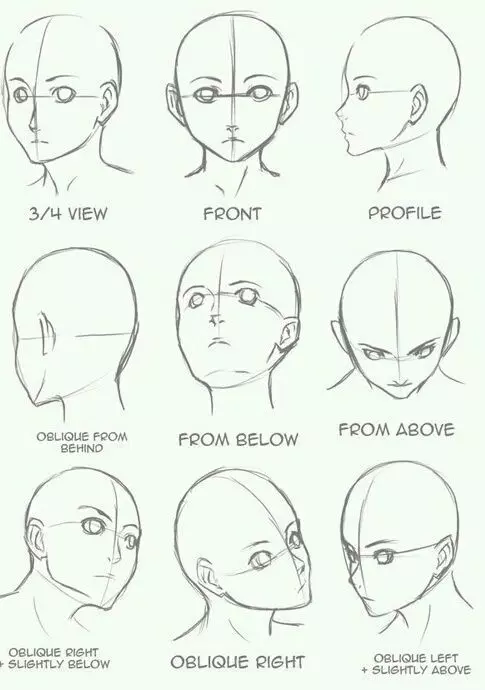 3/4 VIEW
FRONT
PROFILE
OBLIQUE FROM
BEHIND
FROM BELOW
FROM ABOVE
OBLIQUE RIGHT
+ SLIGHTLY BELOW
OBLIQUE RIGHT
OBLIQUE LEFT
+ SLIGHTLY ABOVE